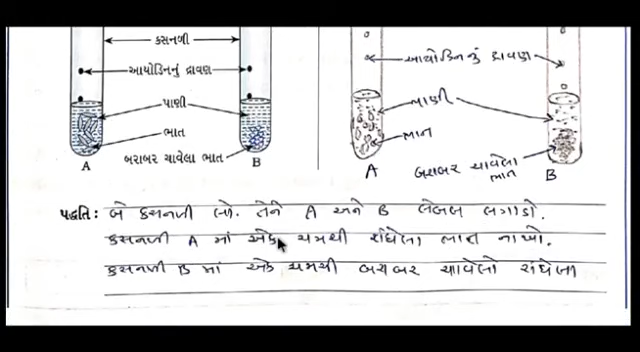 કસનળી
આયોડિનનું દ્રાવણ
પાણી
ભાત
A
બરાબર ચાવેલા ભાત
B
આયોડિનનું દ્રાવણ
પાણી
ભાત
A
બરાબર ચાવેલા
ભાત
B
પદ્ધતિ : બે કસનળી લો. તેને A અને B લેબલ લગાડો.
કસનળી A માં એક ચમચી રાંધેલા ભાત નાખો.
કસનળી B માં એક ચમચી બરાબર ચાવેલો રાંધેલા